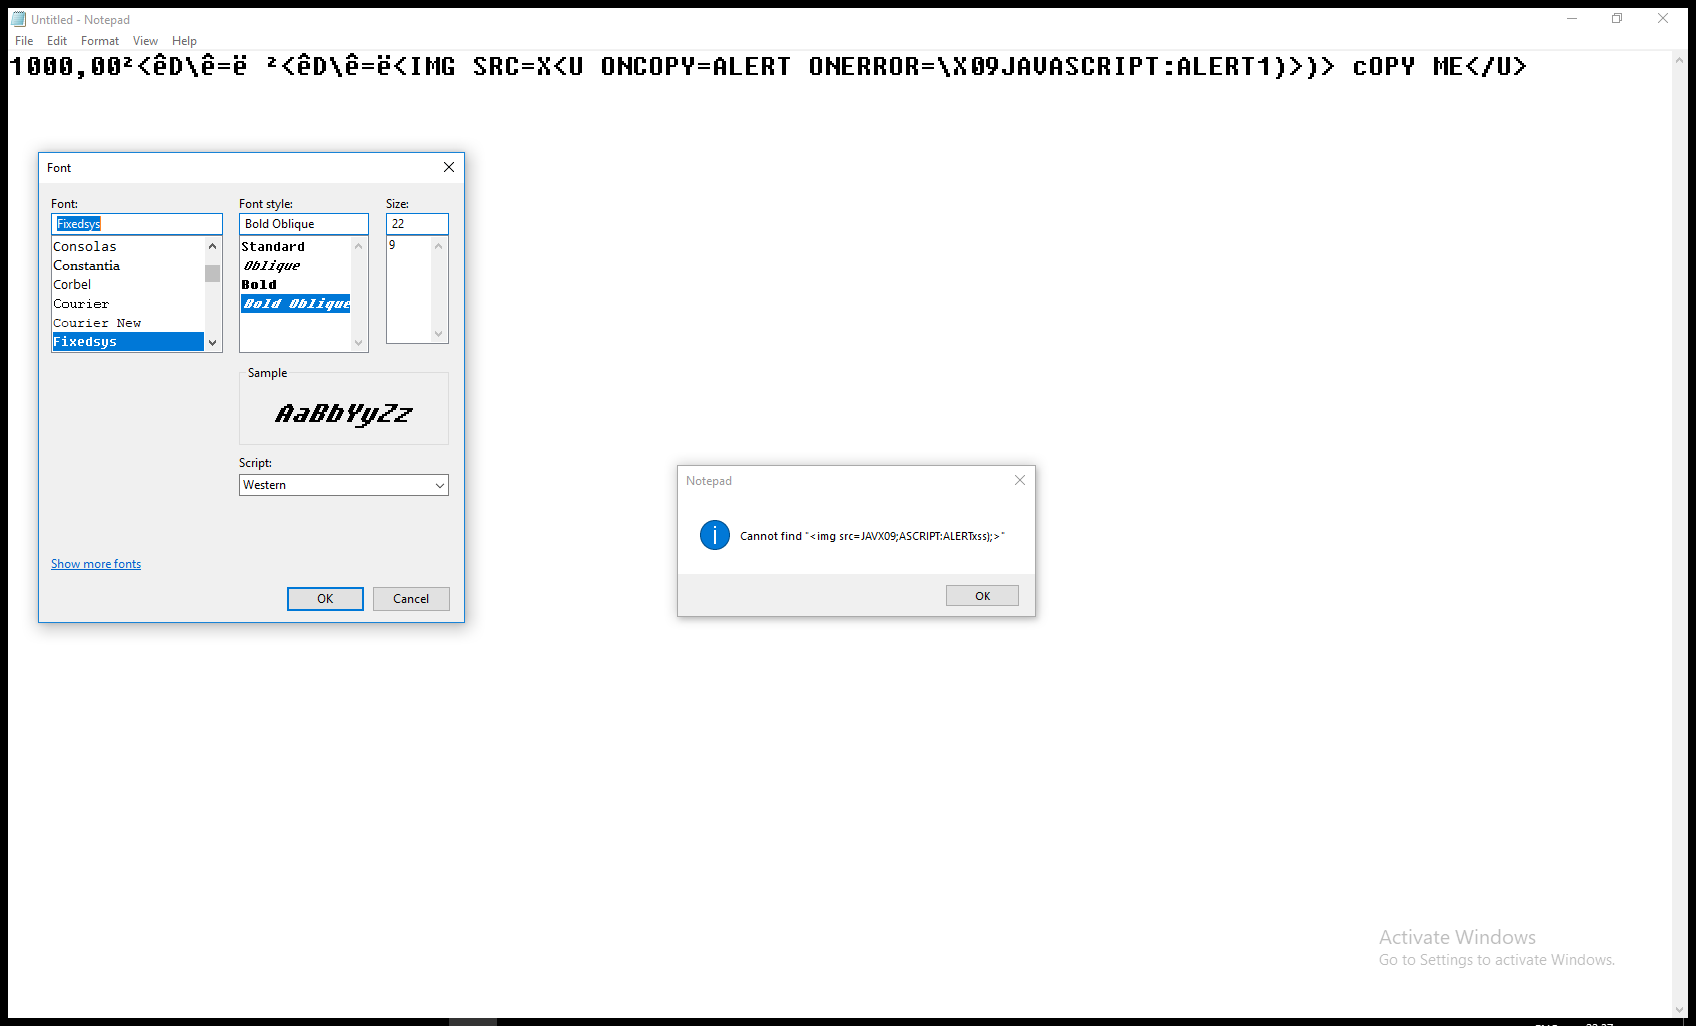 Untitled - Notepad
File Edit Format View Help
1000,00²<êD\ê=ë ²<êD\ê=ë<IMG SRC=X<U ONCOPY=ALERT ONERROR=\X09JAVASCRIPT:ALERT1)>)> cOPY ME</U>
Font
Font: Font style: Size:
Fixedsys Bold Oblique 22
Consolas Standard 9
Constantia Oblique
Corbel Bold
Courier Bold Oblique
Courier New
Fixedsys
Sample
AaBbYyZz
Script:
Western
Show more fonts
OK Cancel
Notepad
Cannot find "<img src=JAVX09;ASCRIPT:ALERTxss);>"
OK
Activate Windows
Go to Settings to activate Windows.